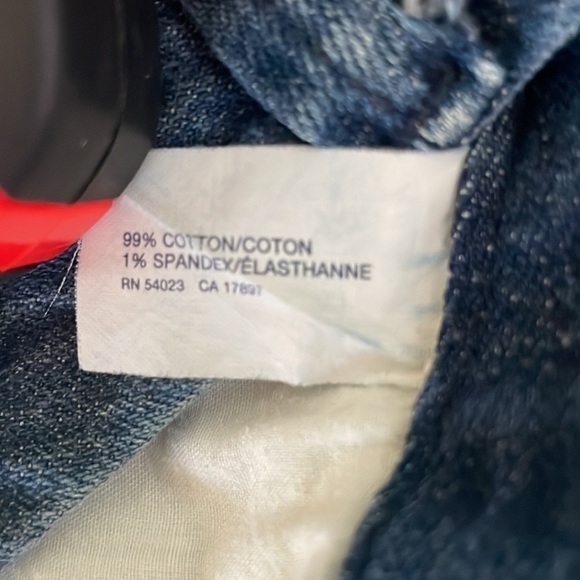 99% COTTON/COTON
1% SPANDEX/ÉLASTHANNE
RN 54023 CA 17897